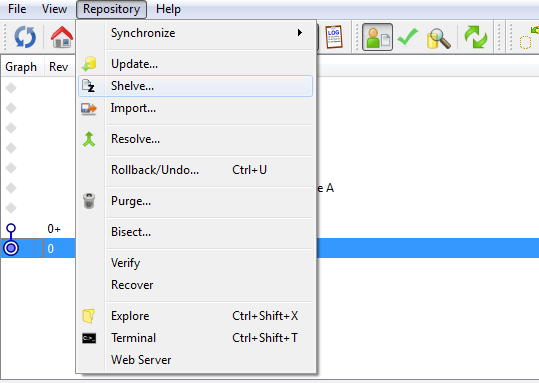 File View Repository Help
Synchronize
LOG
Graph Rev
Update...
Shelve...
Import...
Resolve...
Rollback/Undo... Ctrl+U
e A
Purge...
0+
Bisect...
0
Verify
Recover
Explore Ctrl+Shift+X
Terminal Ctrl+Shift+T
Web Server